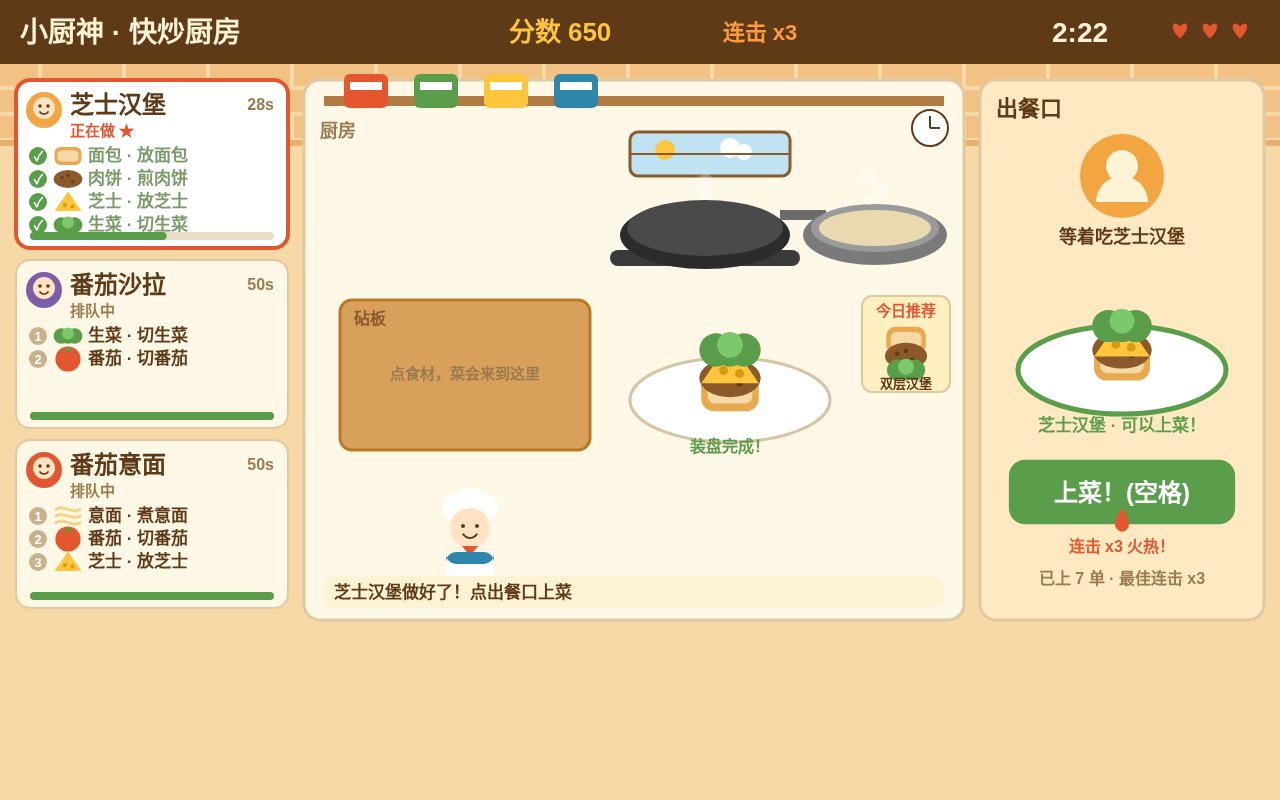 小厨神 · 快炒厨房
分数 650
连击 x3
2:22
芝士汉堡
28s
正在做 ★
面包 · 放面包
肉饼 · 煎肉饼
芝士 · 放芝士
生菜 · 切生菜
番茄沙拉
50s
排队中
1 生菜 · 切生菜
2 番茄 · 切番茄
番茄意面
50s
排队中
1 意面 · 煮意面
2 番茄 · 切番茄
3 芝士 · 放芝士
厨房
砧板
点食材，菜会来到这里
今日推荐
双层汉堡
装盘完成！
芝士汉堡做好了！点出餐口上菜
出餐口
等着吃芝士汉堡
芝士汉堡 · 可以上菜！
上菜！(空格)
连击 x3 火热！
已上 7 单 · 最佳连击 x3